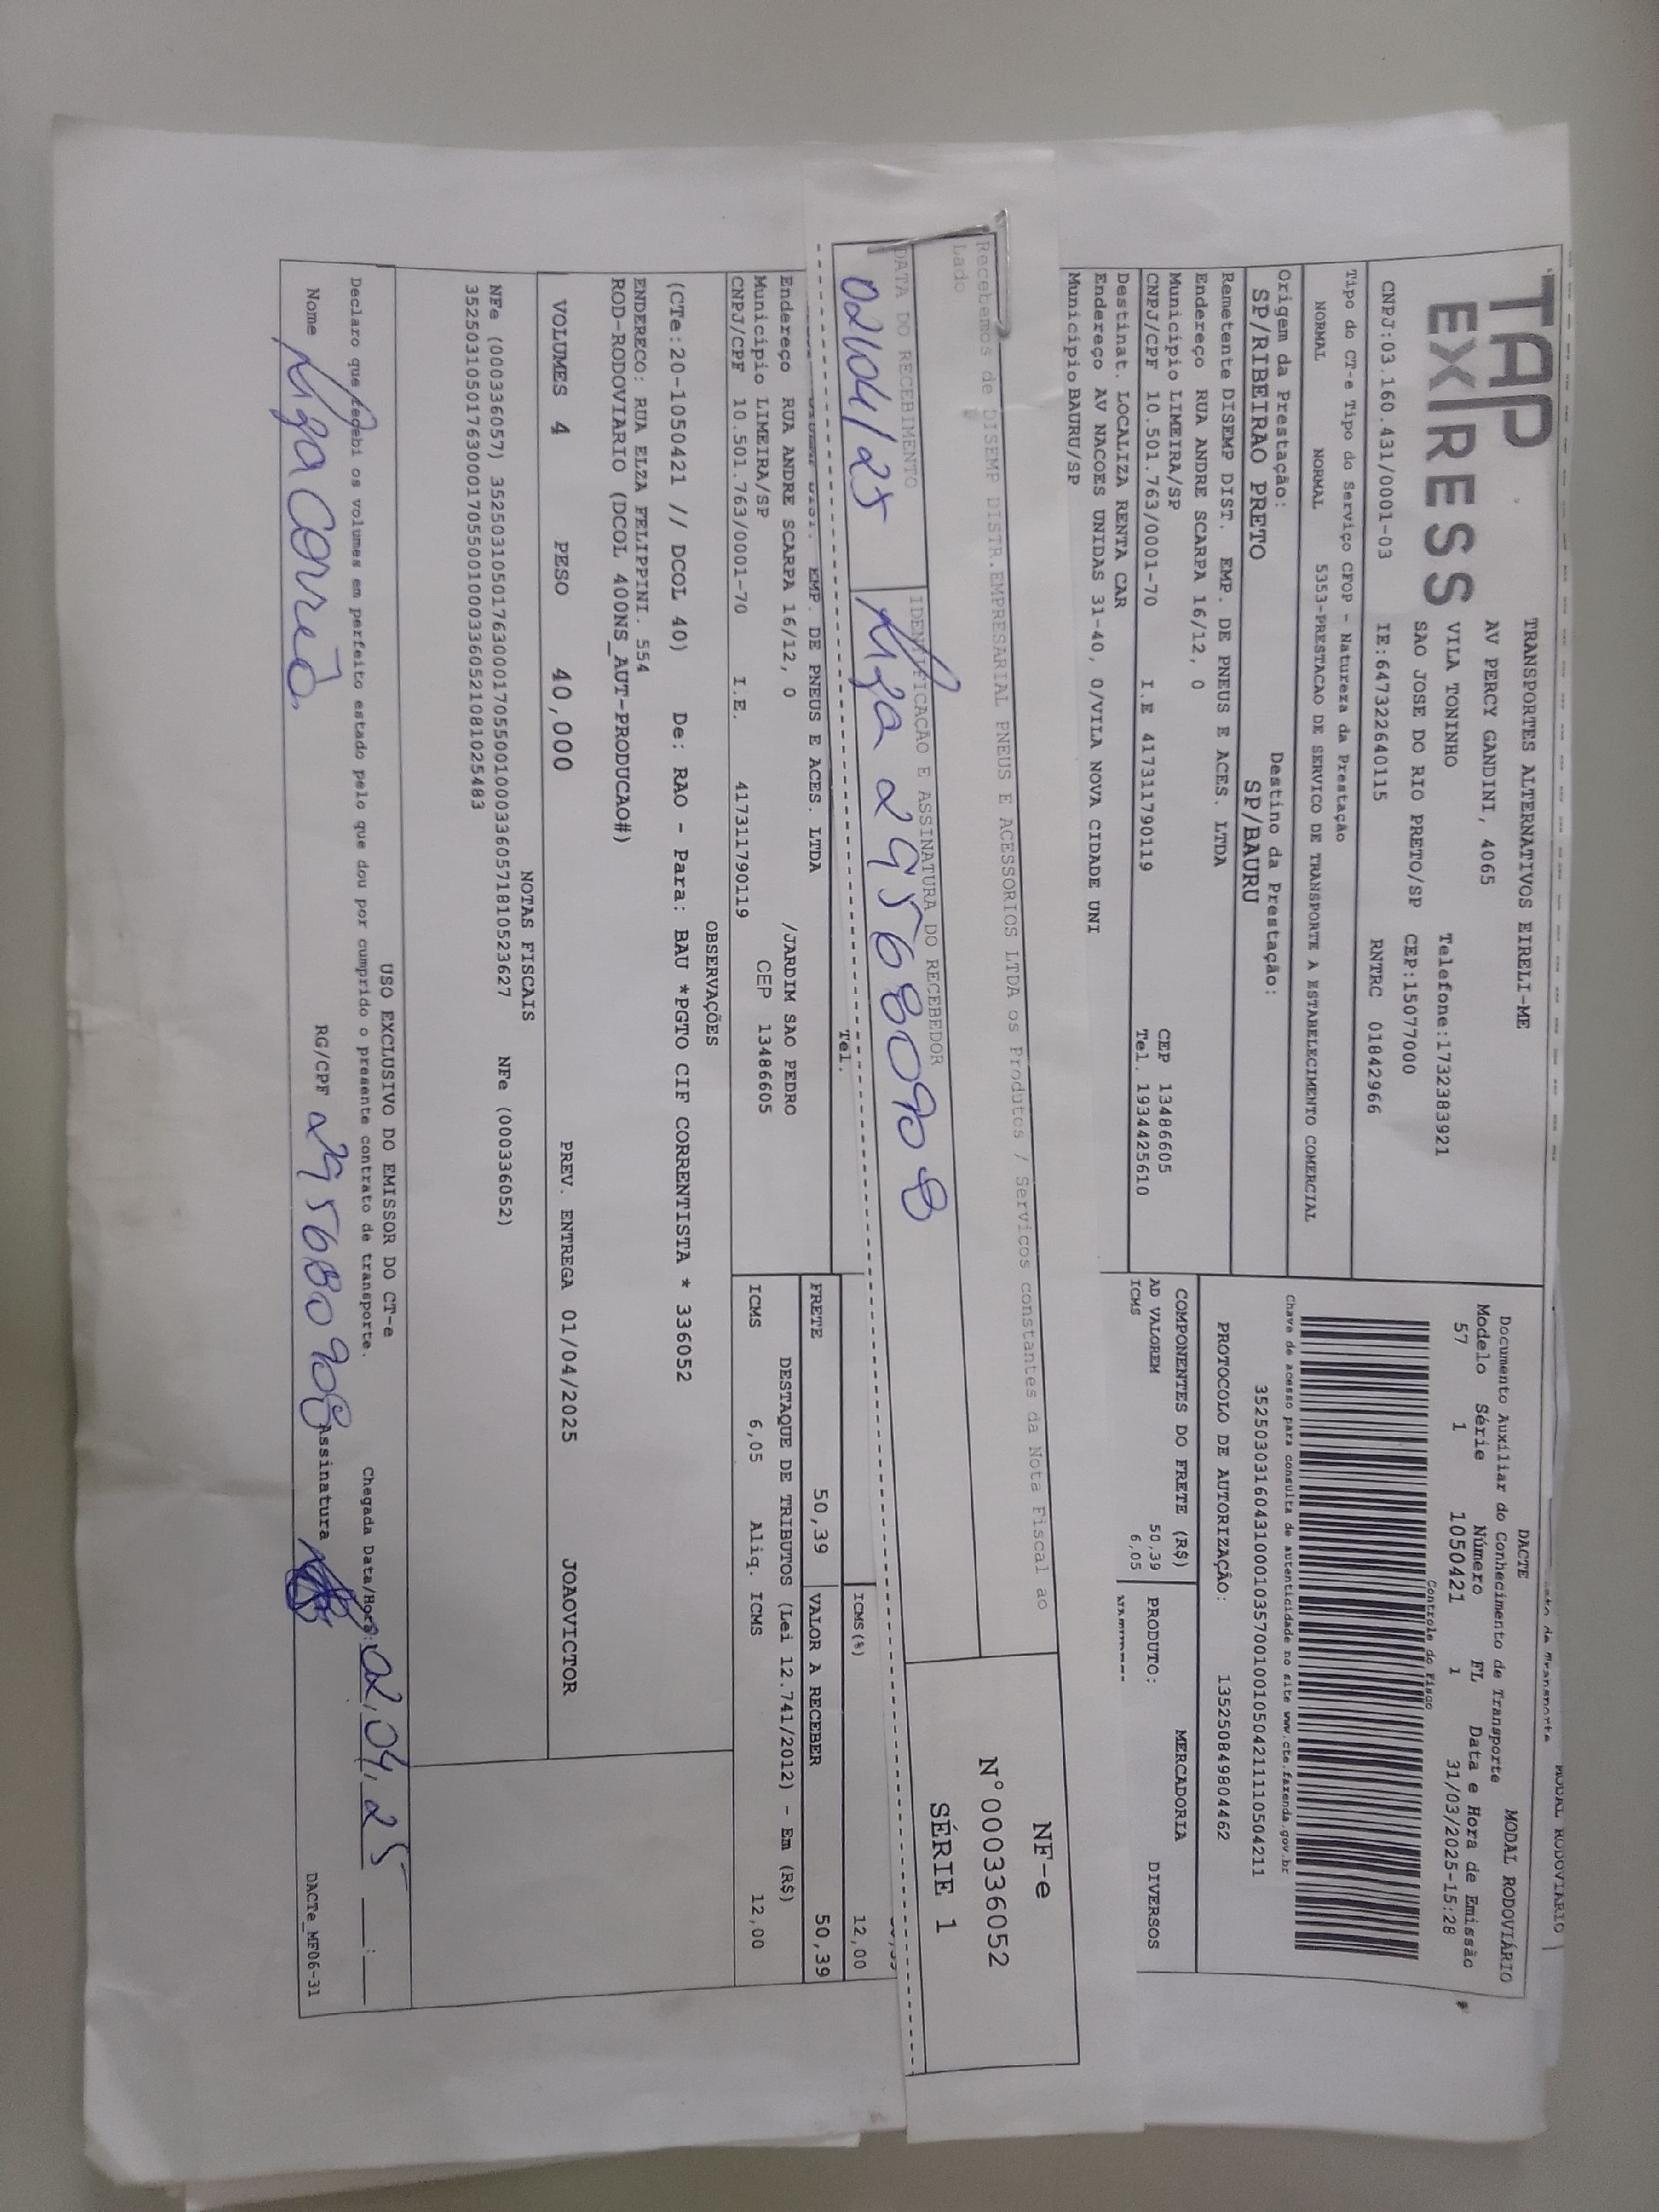 MODAL RODOVIÁRIO
TAP
EXPRESS
TRANSPORTES ALTERNATIVOS EIRELI-ME
AV PERCY GANDINI, 4065
VILA TONINHO Telefone:1732383921
SAO JOSE DO RIO PRETO/SP CEP:15077000
CNPJ:03.160.431/0001-03 IE:647322640115 RNTRC 01842966
DACTE MODAL RODOVIÁRIO
Documento Auxiliar do Conhecimento de Transporte
Modelo Série Número FL Data e Hora de Emissão
57 1 1050421 1 31/03/2025-15:28
Controle do Fisco
Tipo do CT-e Tipo do Serviço CFOP - Natureza da Prestação
NORMAL NORMAL 5353-PRESTACAO DE SERVICO DE TRANSPORTE A ESTABELECIMENTO COMERCIAL
Chave de acesso para consulta de autenticidade no site www.cte.fazenda.gov.br
Origem da Prestação: Destino da Prestação:
SP/RIBEIRAO PRETO SP/BAURU
PROTOCOLO DE AUTORIZAÇÃO: 135250849804462
Remetente DISEMP DIST. EMP. DE PNEUS E ACES. LTDA
Endereço RUA ANDRE SCARPA 16/12, 0
Município LIMEIRA/SP CEP 13486605
CNPJ/CPF 10.501.763/0001-70 I.E 417311790119 Tel. 1934425610
COMPONENTES DO FRETE (R$)
AD VALOREM 50,39
ICMS 6,05
PRODUTO: MERCADORIA DIVERSOS
Destinat. LOCALIZA RENTA CAR
Endereço AV NACOES UNIDAS 31-40, 0/VILA NOVA CIDADE UNI
Município BAURU/SP
Recebemos de DISEMP DISTR.EMPRESARIAL PNEUS E ACESSORIOS LTDA os Produtos / Serviços constantes da Nota Fiscal ao
Lado
NF-e
N°000336052
SÉRIE 1
DATA DO RECEBIMENTO IDENTIFICAÇÃO E ASSINATURA DO RECEBEDOR
02/04/25 295680908
Tel.
ICMS(%) 12,00
EMP. DE PNEUS E ACES. LTDA
Endereço RUA ANDRE SCARPA 16/12, 0 /JARDIM SAO PEDRO
Município LIMEIRA/SP CEP 13486605
CNPJ/CPF 10.501.763/0001-70 I.E. 417311790119
FRETE 50,39 VALOR A RECEBER 50,39
DESTAQUE DE TRIBUTOS (Lei 12.741/2012) - Em (R$)
ICMS 6,05 Aliq. ICMS 12,00
OBSERVAÇÕES
(CTe:20-1050421 // DCOL 40) De: RAO - Para: BAU *PGTO CIF CORRENTISTA * 336052
ENDERECO: RUA ELZA FELIPPINI. 554
ROD-RODOVIARIO (DCOL 400NS_AUT-PRODUCAO#)
VOLUMES 4 PESO 40,000 PREV. ENTREGA 01/04/2025 JOAOVICTOR
NOTAS FISCAIS
NFe (000336057) NFe (000336052)
USO EXCLUSIVO DO EMISSOR DO CT-e
Declaro que recebi os volumes em perfeito estado pelo que dou por cumprido o presente contrato de transporte. Chegada Data/Hora: 02,04,25
Nome RG/CPF 295680908 Assinatura
DACTe_MF06-31